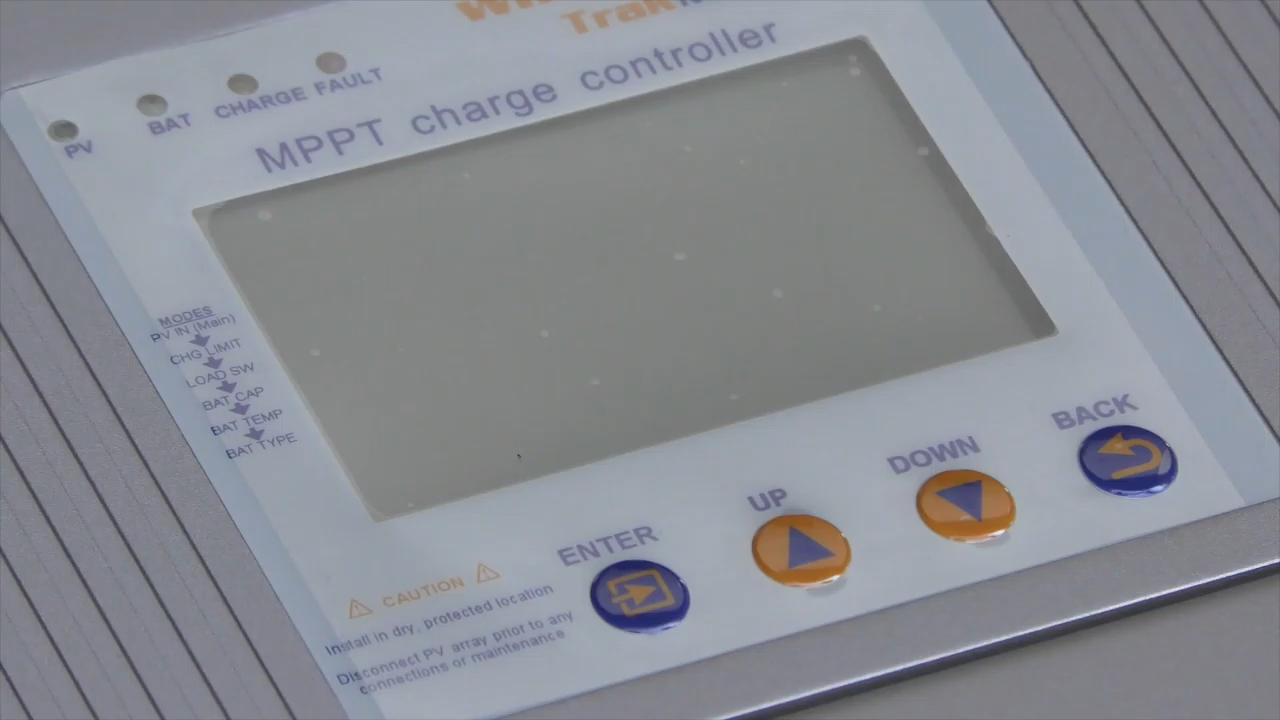 MPPT charge controller
PV
BAT
CHARGE
FAULT
MODES
PV IN (Main)
CHG LIMIT
LOAD SW
BAT CAP
BAT TEMP
BAT TYPE
ENTER
UP
DOWN
BACK
CAUTION
Install in dry, protected location
Disconnect PV array prior to any
connections or maintenance